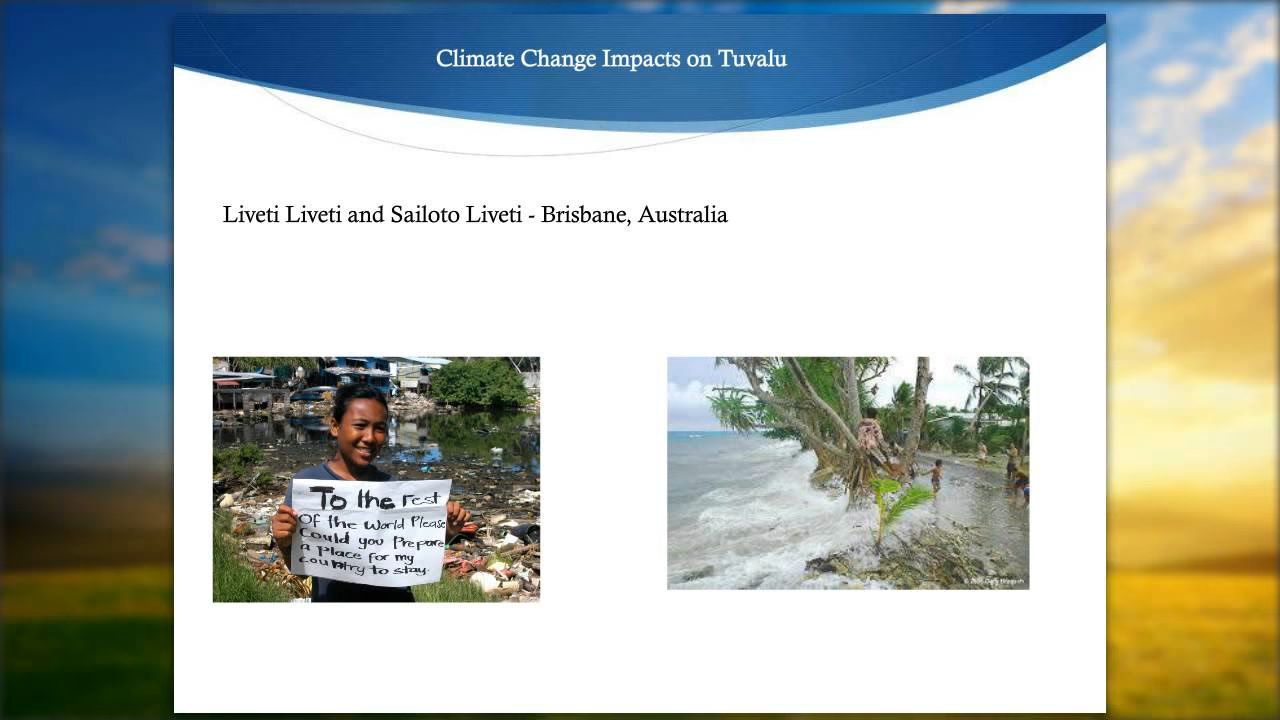 Climate Change Impacts on Tuvalu
Liveti Liveti and Sailoto Liveti - Brisbane, Australia
To the rest
Of the World Please
Could you Prepare
a Place for my
country to stay.